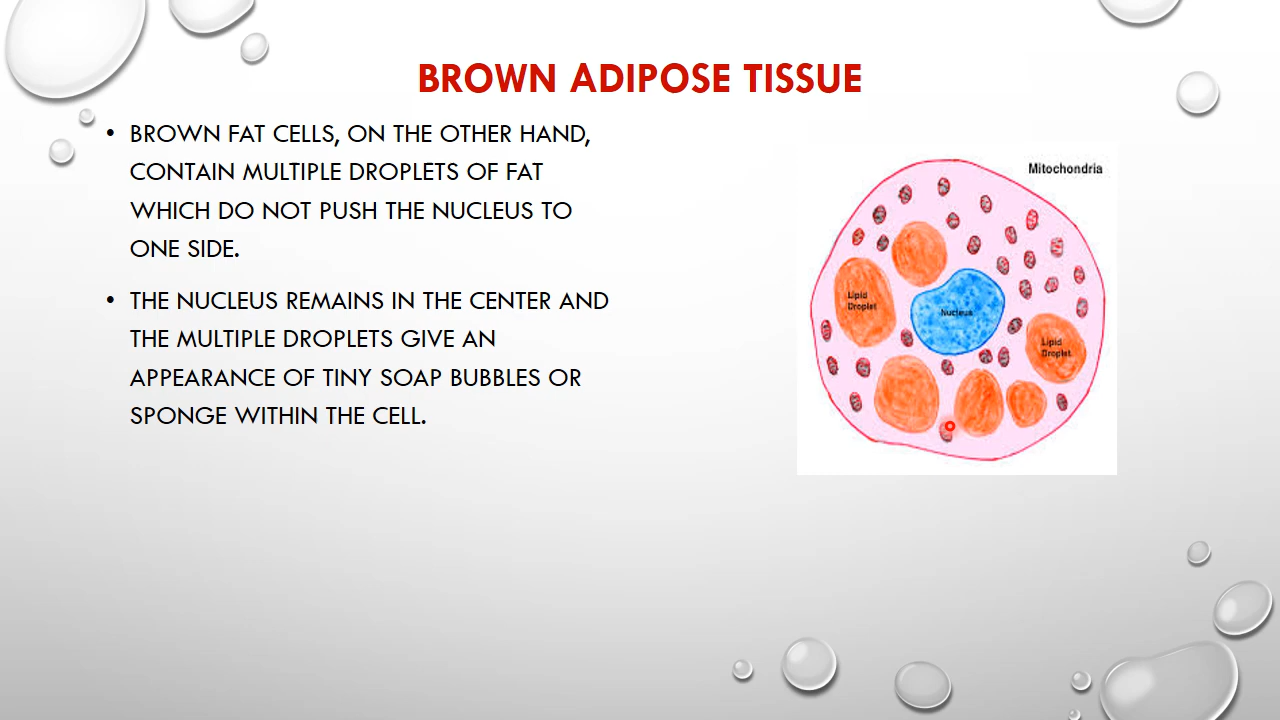 BROWN ADIPOSE TISSUE
• BROWN FAT CELLS, ON THE OTHER HAND,
CONTAIN MULTIPLE DROPLETS OF FAT
WHICH DO NOT PUSH THE NUCLEUS TO
ONE SIDE.
• THE NUCLEUS REMAINS IN THE CENTER AND
THE MULTIPLE DROPLETS GIVE AN
APPEARANCE OF TINY SOAP BUBBLES OR
SPONGE WITHIN THE CELL.
Mitochondria
Lipid
Droplet
Nucleus
Lipid
Droplet